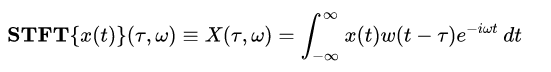 STFT{x(t)}(τ, ω) ≡ X(τ, ω) = ∫_{-∞}^{∞} x(t)w(t − τ)e^{−iωt} dt